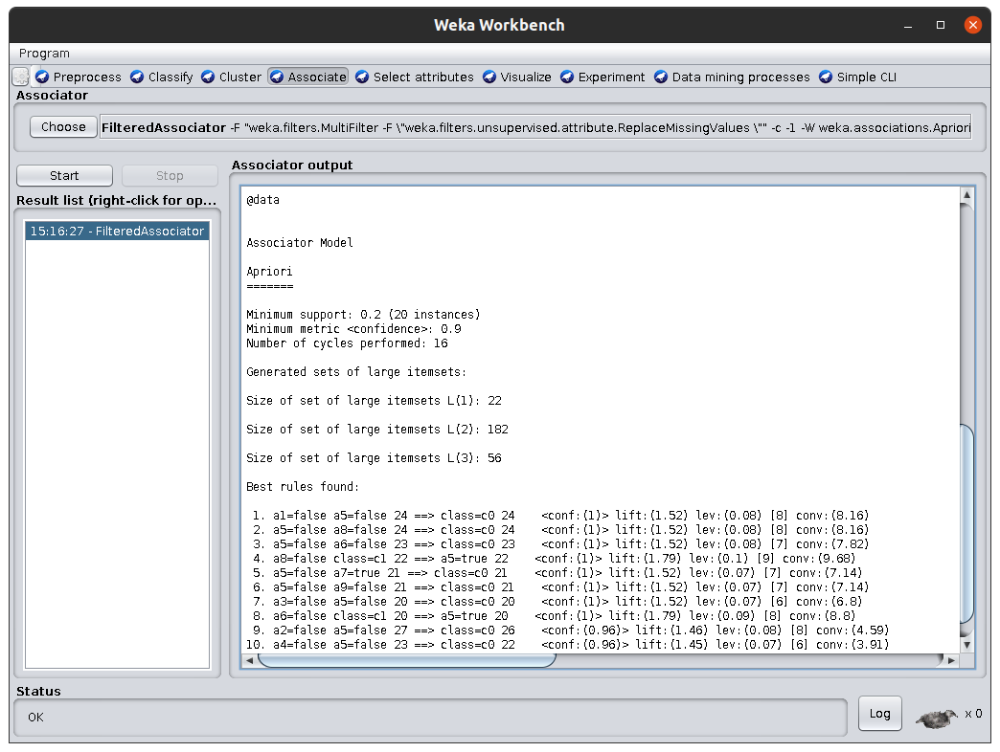 Weka Workbench
Program
Preprocess Classify Cluster Associate Select attributes Visualize Experiment Data mining processes Simple CLI
Associator
Choose FilteredAssociator -F "weka.filters.MultiFilter -F \"weka.filters.unsupervised.attribute.ReplaceMissingValues \"" -c -1 -W weka.associations.Apriori
Start Stop
Result list (right-click for op...
15:16:27 - FilteredAssociator
Associator output
@data
Associator Model
Apriori
=======
Minimum support: 0.2 (20 instances)
Minimum metric <confidence>: 0.9
Number of cycles performed: 16
Generated sets of large itemsets:
Size of set of large itemsets L(1): 22
Size of set of large itemsets L(2): 182
Size of set of large itemsets L(3): 56
Best rules found:
1. a1=false a5=false 24 ==> class=c0 24 <conf:(1)> lift:(1.52) lev:(0.08) [8] conv:(8.16)
2. a5=false a8=false 24 ==> class=c0 24 <conf:(1)> lift:(1.52) lev:(0.08) [8] conv:(8.16)
3. a5=false a6=false 23 ==> class=c0 23 <conf:(1)> lift:(1.52) lev:(0.08) [7] conv:(7.82)
4. a8=false class=c1 22 ==> a5=true 22 <conf:(1)> lift:(1.79) lev:(0.1) [9] conv:(9.68)
5. a5=false a7=true 21 ==> class=c0 21 <conf:(1)> lift:(1.52) lev:(0.07) [7] conv:(7.14)
6. a5=false a9=false 21 ==> class=c0 21 <conf:(1)> lift:(1.52) lev:(0.07) [7] conv:(7.14)
7. a3=false a5=false 20 ==> class=c0 20 <conf:(1)> lift:(1.52) lev:(0.07) [6] conv:(6.8)
8. a6=false class=c1 20 ==> a5=true 20 <conf:(1)> lift:(1.79) lev:(0.09) [8] conv:(8.8)
9. a2=false a5=false 27 ==> class=c0 26 <conf:(0.96)> lift:(1.46) lev:(0.08) [8] conv:(4.59)
10. a4=false a5=false 23 ==> class=c0 22 <conf:(0.96)> lift:(1.45) lev:(0.07) [6] conv:(3.91)
Status
OK
Log
x 0